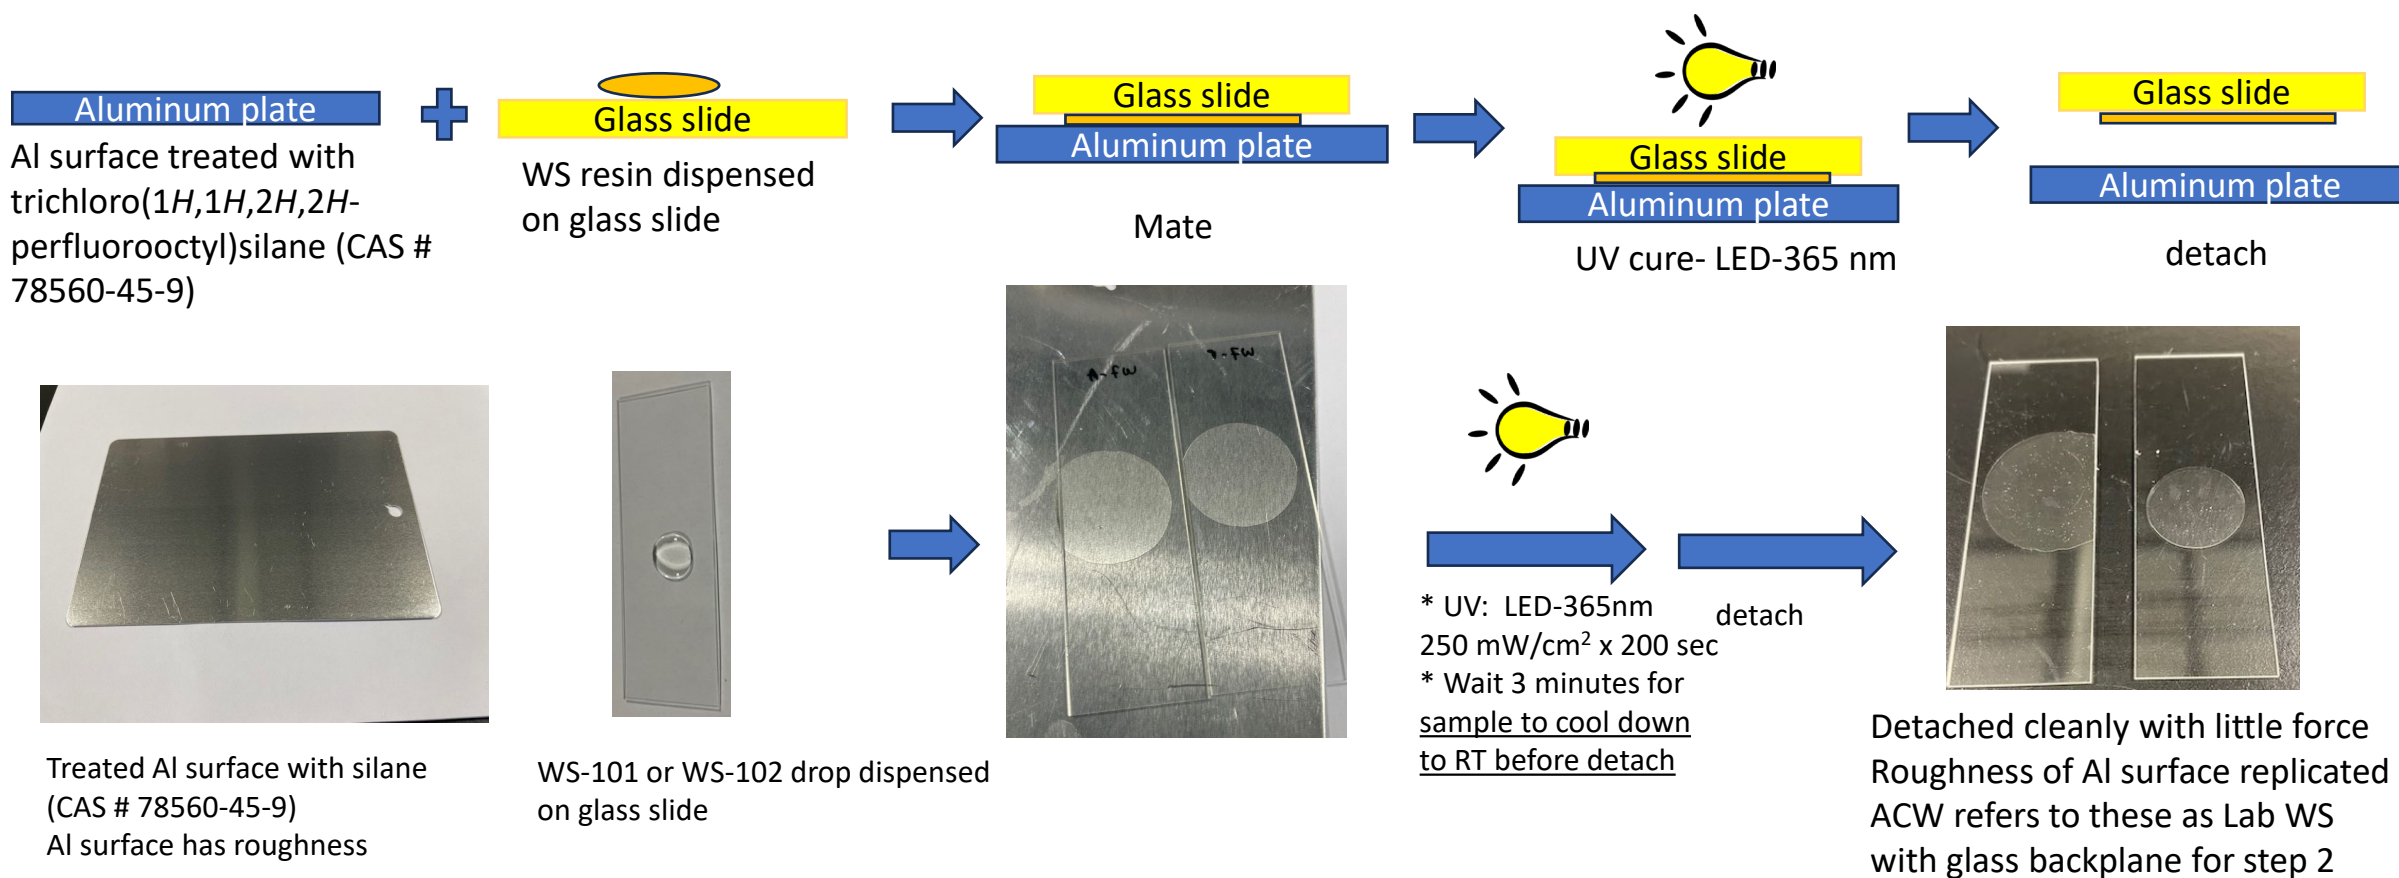 Aluminum plate
Al surface treated with
trichloro(1H,1H,2H,2H-
perfluorooctyl)silane (CAS #
78560-45-9)
Glass slide
WS resin dispensed
on glass slide
Glass slide
Aluminum plate
Mate
Glass slide
Aluminum plate
UV cure- LED-365 nm
Glass slide
Aluminum plate
detach
Treated Al surface with silane
(CAS # 78560-45-9)
Al surface has roughness
WS-101 or WS-102 drop dispensed
on glass slide
A-FW
* UV: LED-365nm
250 mW/cm² x 200 sec
* Wait 3 minutes for
sample to cool down
to RT before detach
detach
Detached cleanly with little force
Roughness of Al surface replicated
ACW refers to these as Lab WS
with glass backplane for step 2